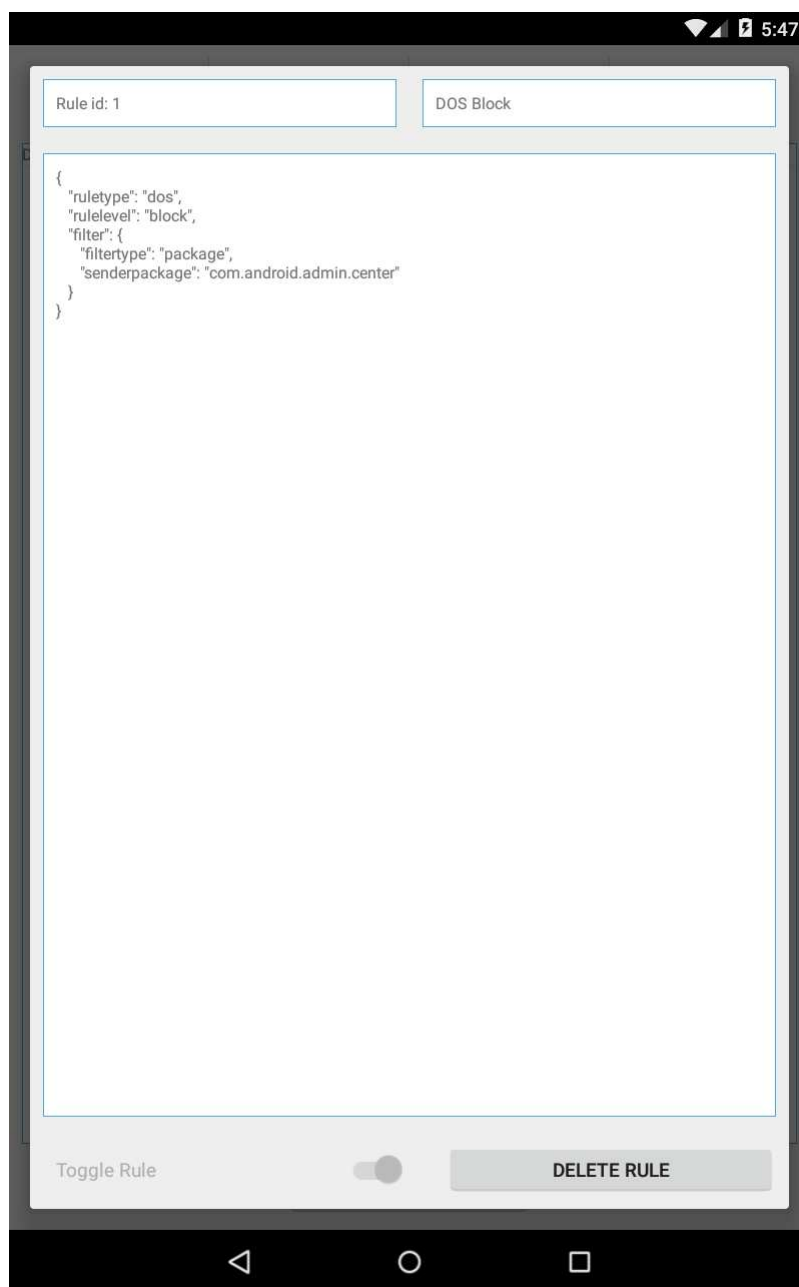 5:47
Rule id: 1
DOS Block
{
"ruletype": "dos",
"rulelevel": "block",
"filter": {
"filtertype": "package",
"senderpackage": "com.android.admin.center"
}
}
Toggle Rule
DELETE RULE